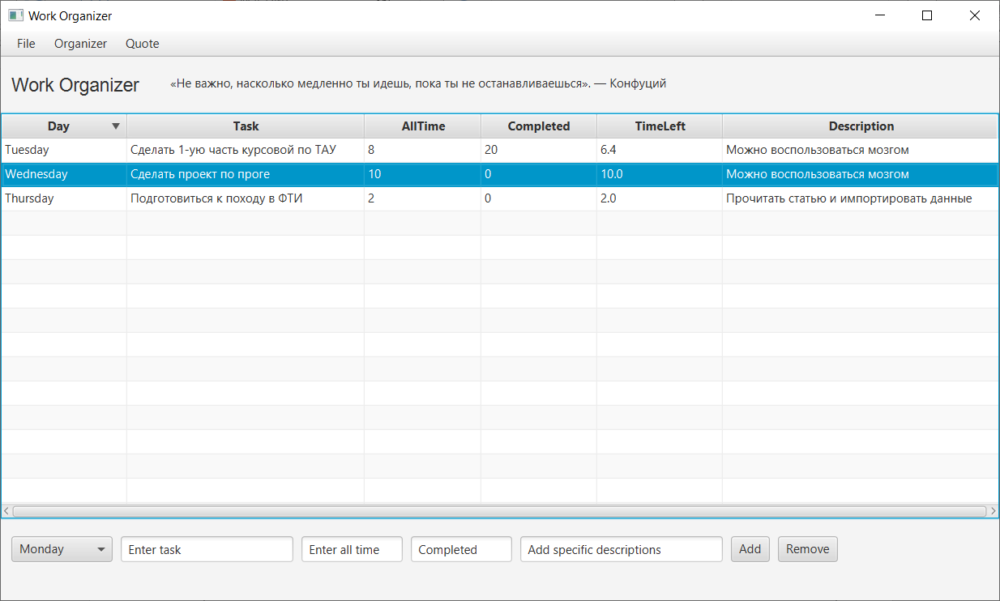 Work Organizer
File Organizer Quote
Work Organizer «Не важно, насколько медленно ты идешь, пока ты не останавливаешься». — Конфуций
Day Task AllTime Completed TimeLeft Description
Tuesday Сделать 1-ую часть курсовой по ТАУ 8 20 6.4 Можно воспользоваться мозгом
Wednesday Сделать проект по проге 10 0 10.0 Можно воспользоваться мозгом
Thursday Подготовиться к походу в ФТИ 2 0 2.0 Прочитать статью и импортировать данные
Monday Enter task Enter all time Completed Add specific descriptions Add Remove